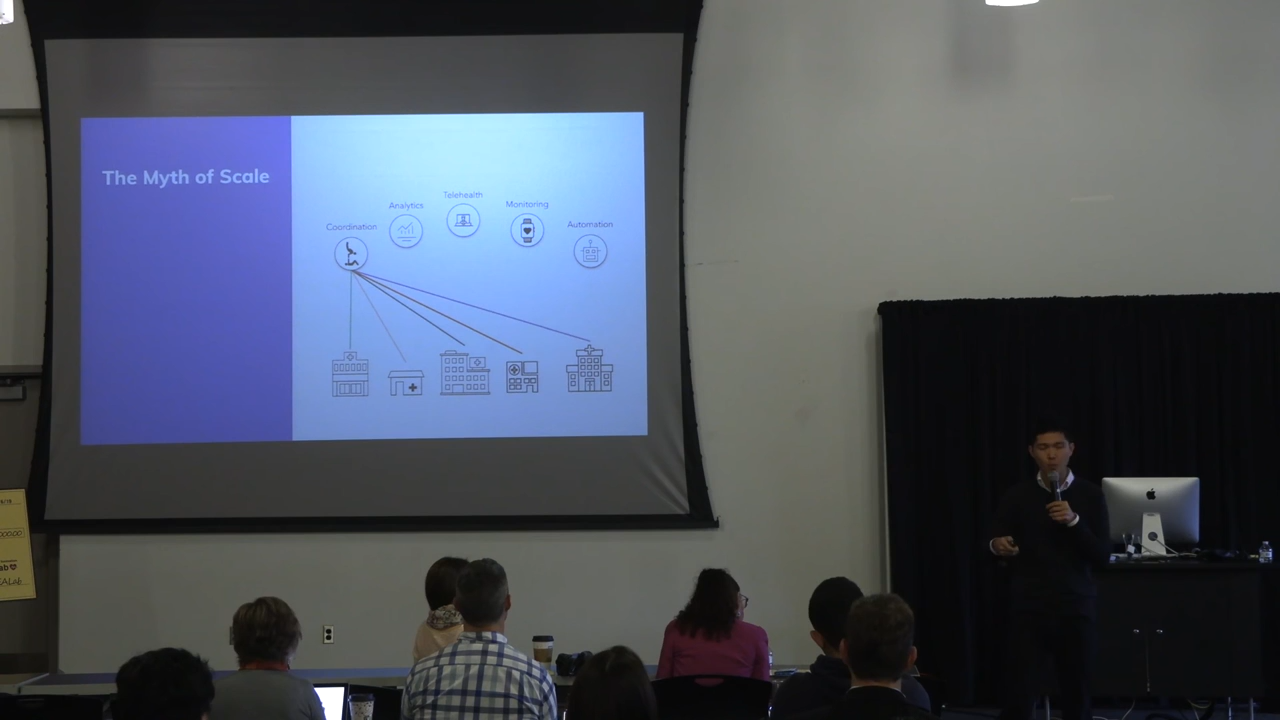 The Myth of Scale
Telehealth
Analytics
Monitoring
Coordination
Automation